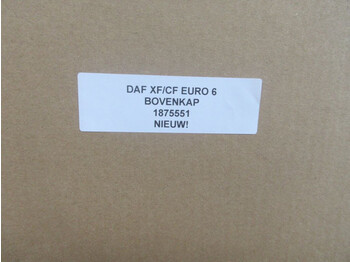 DAF XF/CF EURO 6
BOVENKAP
1875551
NIEUW!